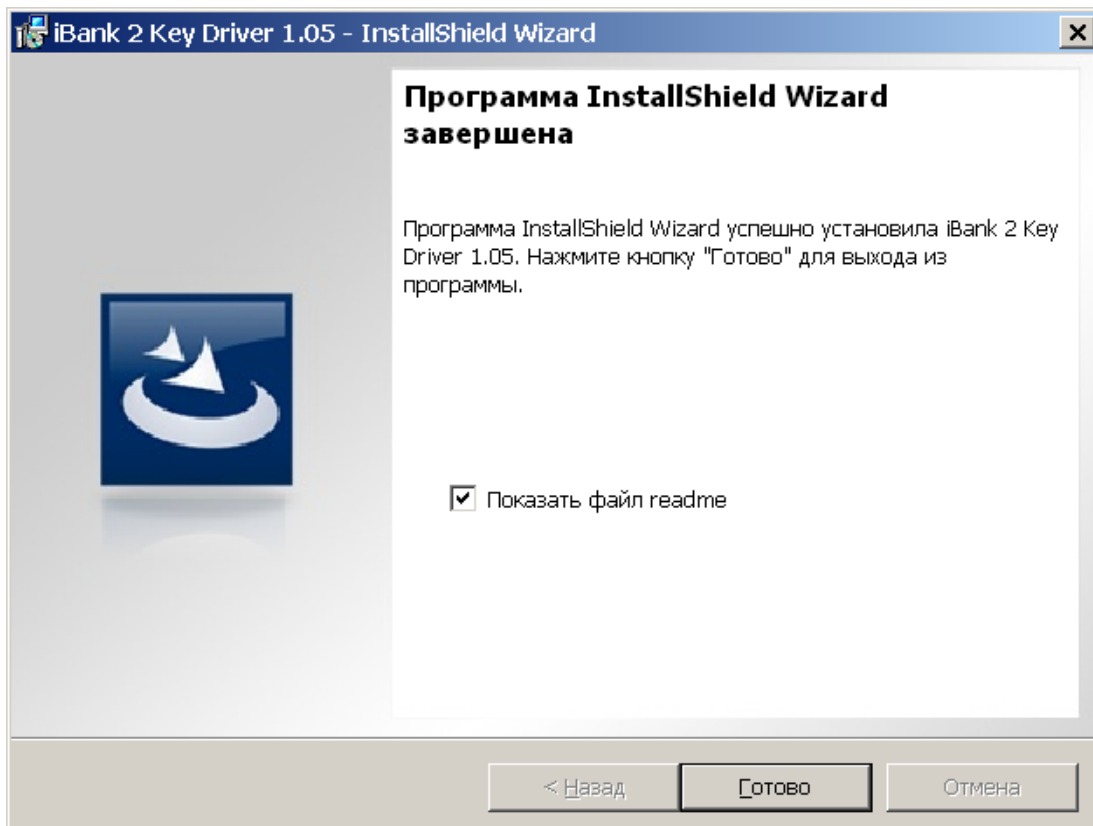 iBank 2 Key Driver 1.05 - InstallShield Wizard
Программа InstallShield Wizard
завершена
Программа InstallShield Wizard успешно установила iBank 2 Key
Driver 1.05. Нажмите кнопку "Готово" для выхода из
программы.
Показать файл readme
< Назад
Готово
Отмена